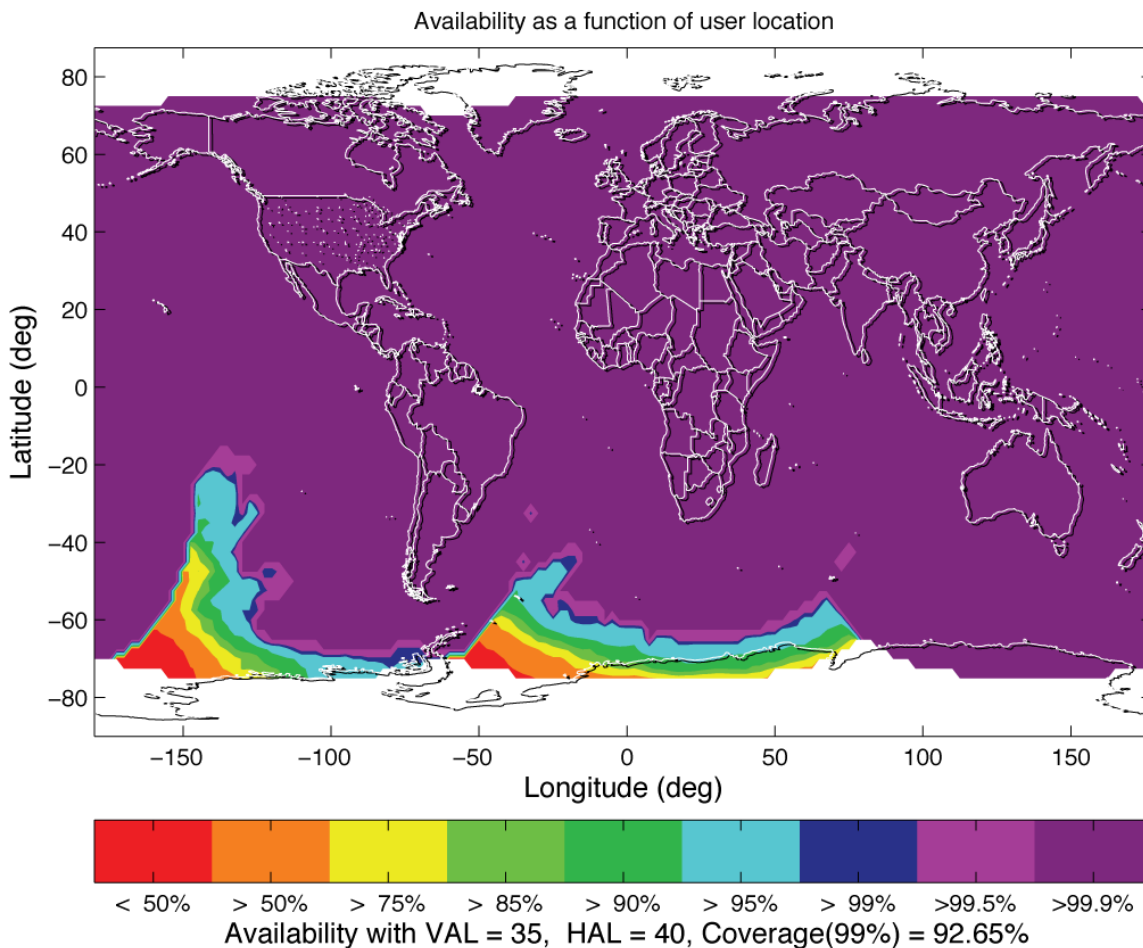 Availability as a function of user location
Latitude (deg)
80
60
40
20
0
−20
−40
−60
−80
−150 −100 −50 0 50 100 150
Longitude (deg)
< 50% > 50% > 75% > 85% > 90% > 95% > 99% >99.5% >99.9%
Availability with VAL = 35, HAL = 40, Coverage(99%) = 92.65%